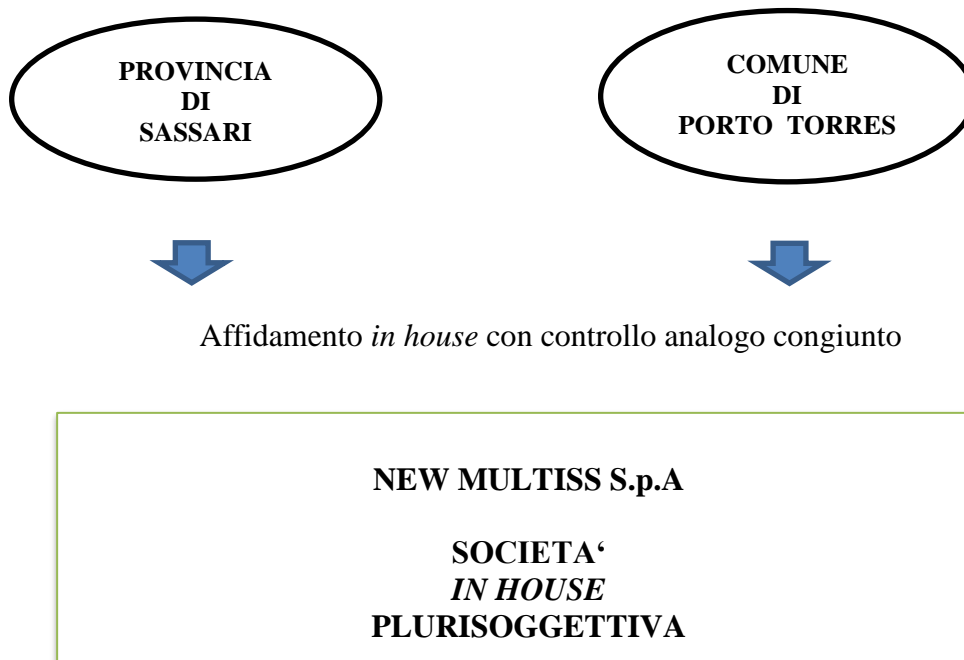 PROVINCIA
DI
SASSARI
COMUNE
DI
PORTO TORRES
Affidamento in house con controllo analogo congiunto
NEW MULTISS S.p.A
SOCIETA‘
IN HOUSE
PLURISOGGETTIVA